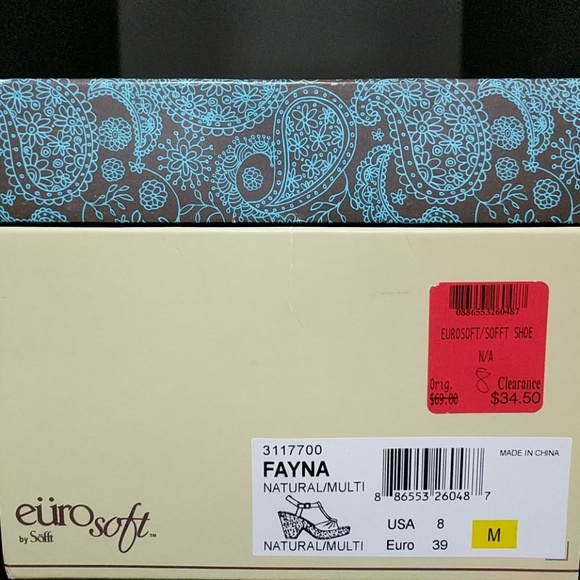 0886553260487
EUROSOFT/SOFFT SHOE
N/A
8
Orig. Clearance
$69.00 $34.50
3117700
FAYNA
NATURAL/MULTI
MADE IN CHINA
8 86553 26048 7
USA 8
Euro 39
M
NATURAL/MULTI
eürosoft™
by Söfft